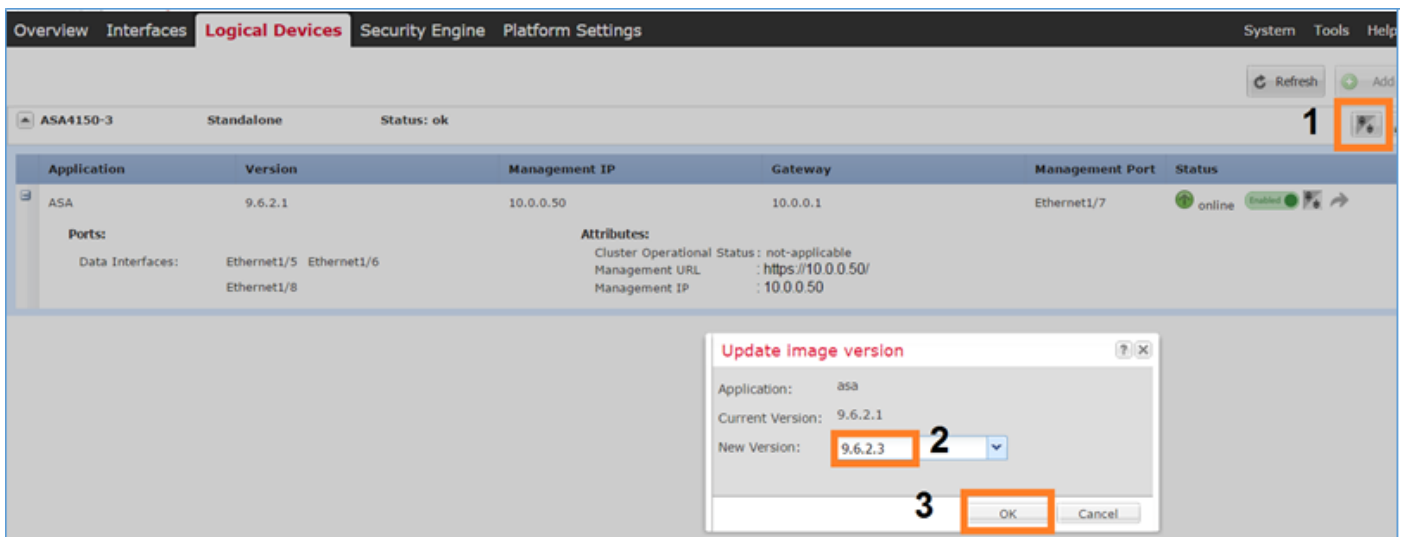 Overview Interfaces Logical Devices Security Engine Platform Settings System Tools Help
Refresh Add
ASA4150-3 Standalone Status: ok 1
Application Version Management IP Gateway Management Port Status
ASA 9.6.2.1 10.0.0.50 10.0.0.1 Ethernet1/7 online Enabled
Ports: Attributes:
Cluster Operational Status : not-applicable
Data Interfaces: Ethernet1/5 Ethernet1/6 Management URL : https://10.0.0.50/
Ethernet1/8 Management IP : 10.0.0.50
Update image version ?
Application: asa
Current Version: 9.6.2.1
New Version: 9.6.2.3 2
3 OK Cancel